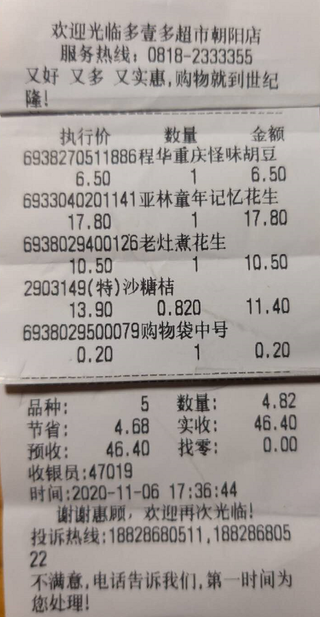 欢迎光临多壹多超市朝阳店
服务热线: 0818-2333355
又好 又多 又实惠,购物就到世纪
隆!
执行价 数量 金额
6938270511886程华重庆怪味胡豆
6.50 1 6.50
6933040201141亚林童年记忆花生
17.80 1 17.80
6938029400126老灶煮花生
10.50 1 10.50
2903149(特)沙糖桔
13.90 0.820 11.40
6938029500079购物袋中号
0.20 1 0.20
品种: 5 数量: 4.82
节省: 4.68 实收: 46.40
预收: 46.40 找零: 0.00
收银员:47019
时间:2020-11-06 17:36:44
谢谢惠顾, 欢迎再次光临!
投诉热线:18828680511,188286805
22
不满意,电话告诉我们,第一时间为
您处理!